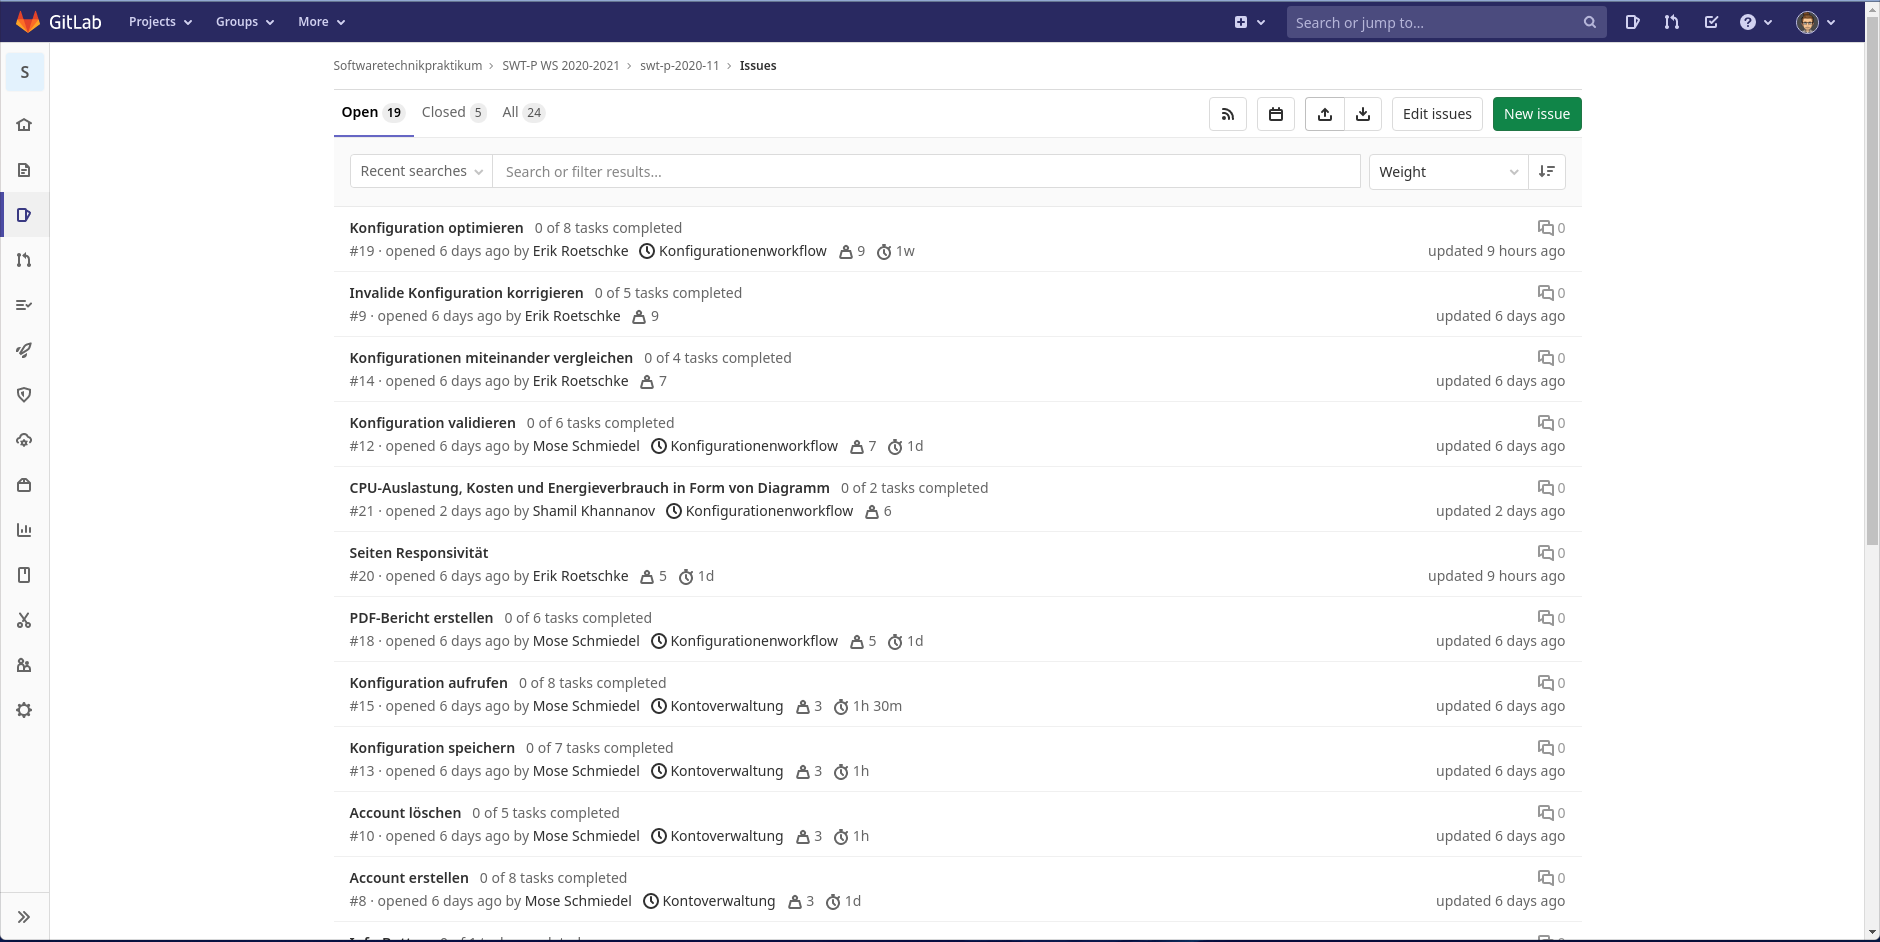 GitLab Projects Groups More Search or jump to...
S
Softwaretechnikpraktikum › SWT-P WS 2020-2021 › swt-p-2020-11 › Issues
Open 19 Closed 5 All 24 Edit issues New issue
Recent searches Search or filter results... Weight
Konfiguration optimieren 0 of 8 tasks completed 0
#19 · opened 6 days ago by Erik Roetschke Konfigurationenworkflow 9 1w updated 9 hours ago
Invalide Konfiguration korrigieren 0 of 5 tasks completed 0
#9 · opened 6 days ago by Erik Roetschke 9 updated 6 days ago
Konfigurationen miteinander vergleichen 0 of 4 tasks completed 0
#14 · opened 6 days ago by Erik Roetschke 7 updated 6 days ago
Konfiguration validieren 0 of 6 tasks completed 0
#12 · opened 6 days ago by Mose Schmiedel Konfigurationenworkflow 7 1d updated 6 days ago
CPU-Auslastung, Kosten und Energieverbrauch in Form von Diagramm 0 of 2 tasks completed 0
#21 · opened 2 days ago by Shamil Khannanov Konfigurationenworkflow 6 updated 2 days ago
Seiten Responsivität 0
#20 · opened 6 days ago by Erik Roetschke 5 1d updated 9 hours ago
PDF-Bericht erstellen 0 of 6 tasks completed 0
#18 · opened 6 days ago by Mose Schmiedel Konfigurationenworkflow 5 1d updated 6 days ago
Konfiguration aufrufen 0 of 8 tasks completed 0
#15 · opened 6 days ago by Mose Schmiedel Kontoverwaltung 3 1h 30m updated 6 days ago
Konfiguration speichern 0 of 7 tasks completed 0
#13 · opened 6 days ago by Mose Schmiedel Kontoverwaltung 3 1h updated 6 days ago
Account löschen 0 of 5 tasks completed 0
#10 · opened 6 days ago by Mose Schmiedel Kontoverwaltung 3 1h updated 6 days ago
Account erstellen 0 of 8 tasks completed 0
#8 · opened 6 days ago by Mose Schmiedel Kontoverwaltung 3 1d updated 6 days ago